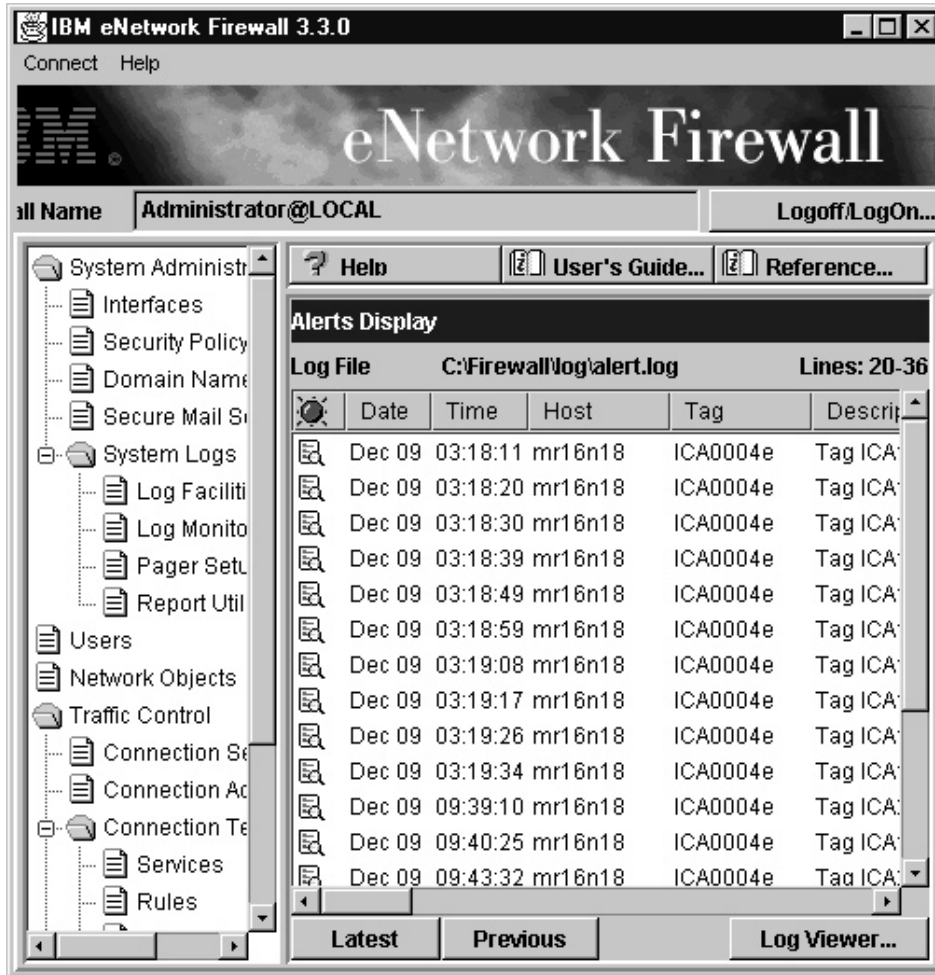 IBM eNetwork Firewall 3.3.0
Connect Help
IBM eNetwork Firewall
all Name Administrator@LOCAL Logoff/LogOn...
System Administr
Interfaces
Security Policy
Domain Name
Secure Mail S
System Logs
Log Faciliti
Log Monito
Pager Setu
Report Util
Users
Network Objects
Traffic Control
Connection Se
Connection Ac
Connection Te
Services
Rules
Help User's Guide... Reference...
Alerts Display
Log File C:\Firewall\log\alert.log Lines: 20-36
Date Time Host Tag Descrip
Dec 09 03:18:11 mr16n18 ICA0004e Tag ICA
Dec 09 03:18:20 mr16n18 ICA0004e Tag ICA
Dec 09 03:18:30 mr16n18 ICA0004e Tag ICA
Dec 09 03:18:39 mr16n18 ICA0004e Tag ICA
Dec 09 03:18:49 mr16n18 ICA0004e Tag ICA
Dec 09 03:18:59 mr16n18 ICA0004e Tag ICA
Dec 09 03:19:08 mr16n18 ICA0004e Tag ICA
Dec 09 03:19:17 mr16n18 ICA0004e Tag ICA
Dec 09 03:19:26 mr16n18 ICA0004e Tag ICA
Dec 09 03:19:34 mr16n18 ICA0004e Tag ICA
Dec 09 09:39:10 mr16n18 ICA0004e Tag ICA
Dec 09 09:40:25 mr16n18 ICA0004e Tag ICA
Dec 09 09:43:32 mr16n18 ICA0004e Tag ICA
Latest Previous Log Viewer...